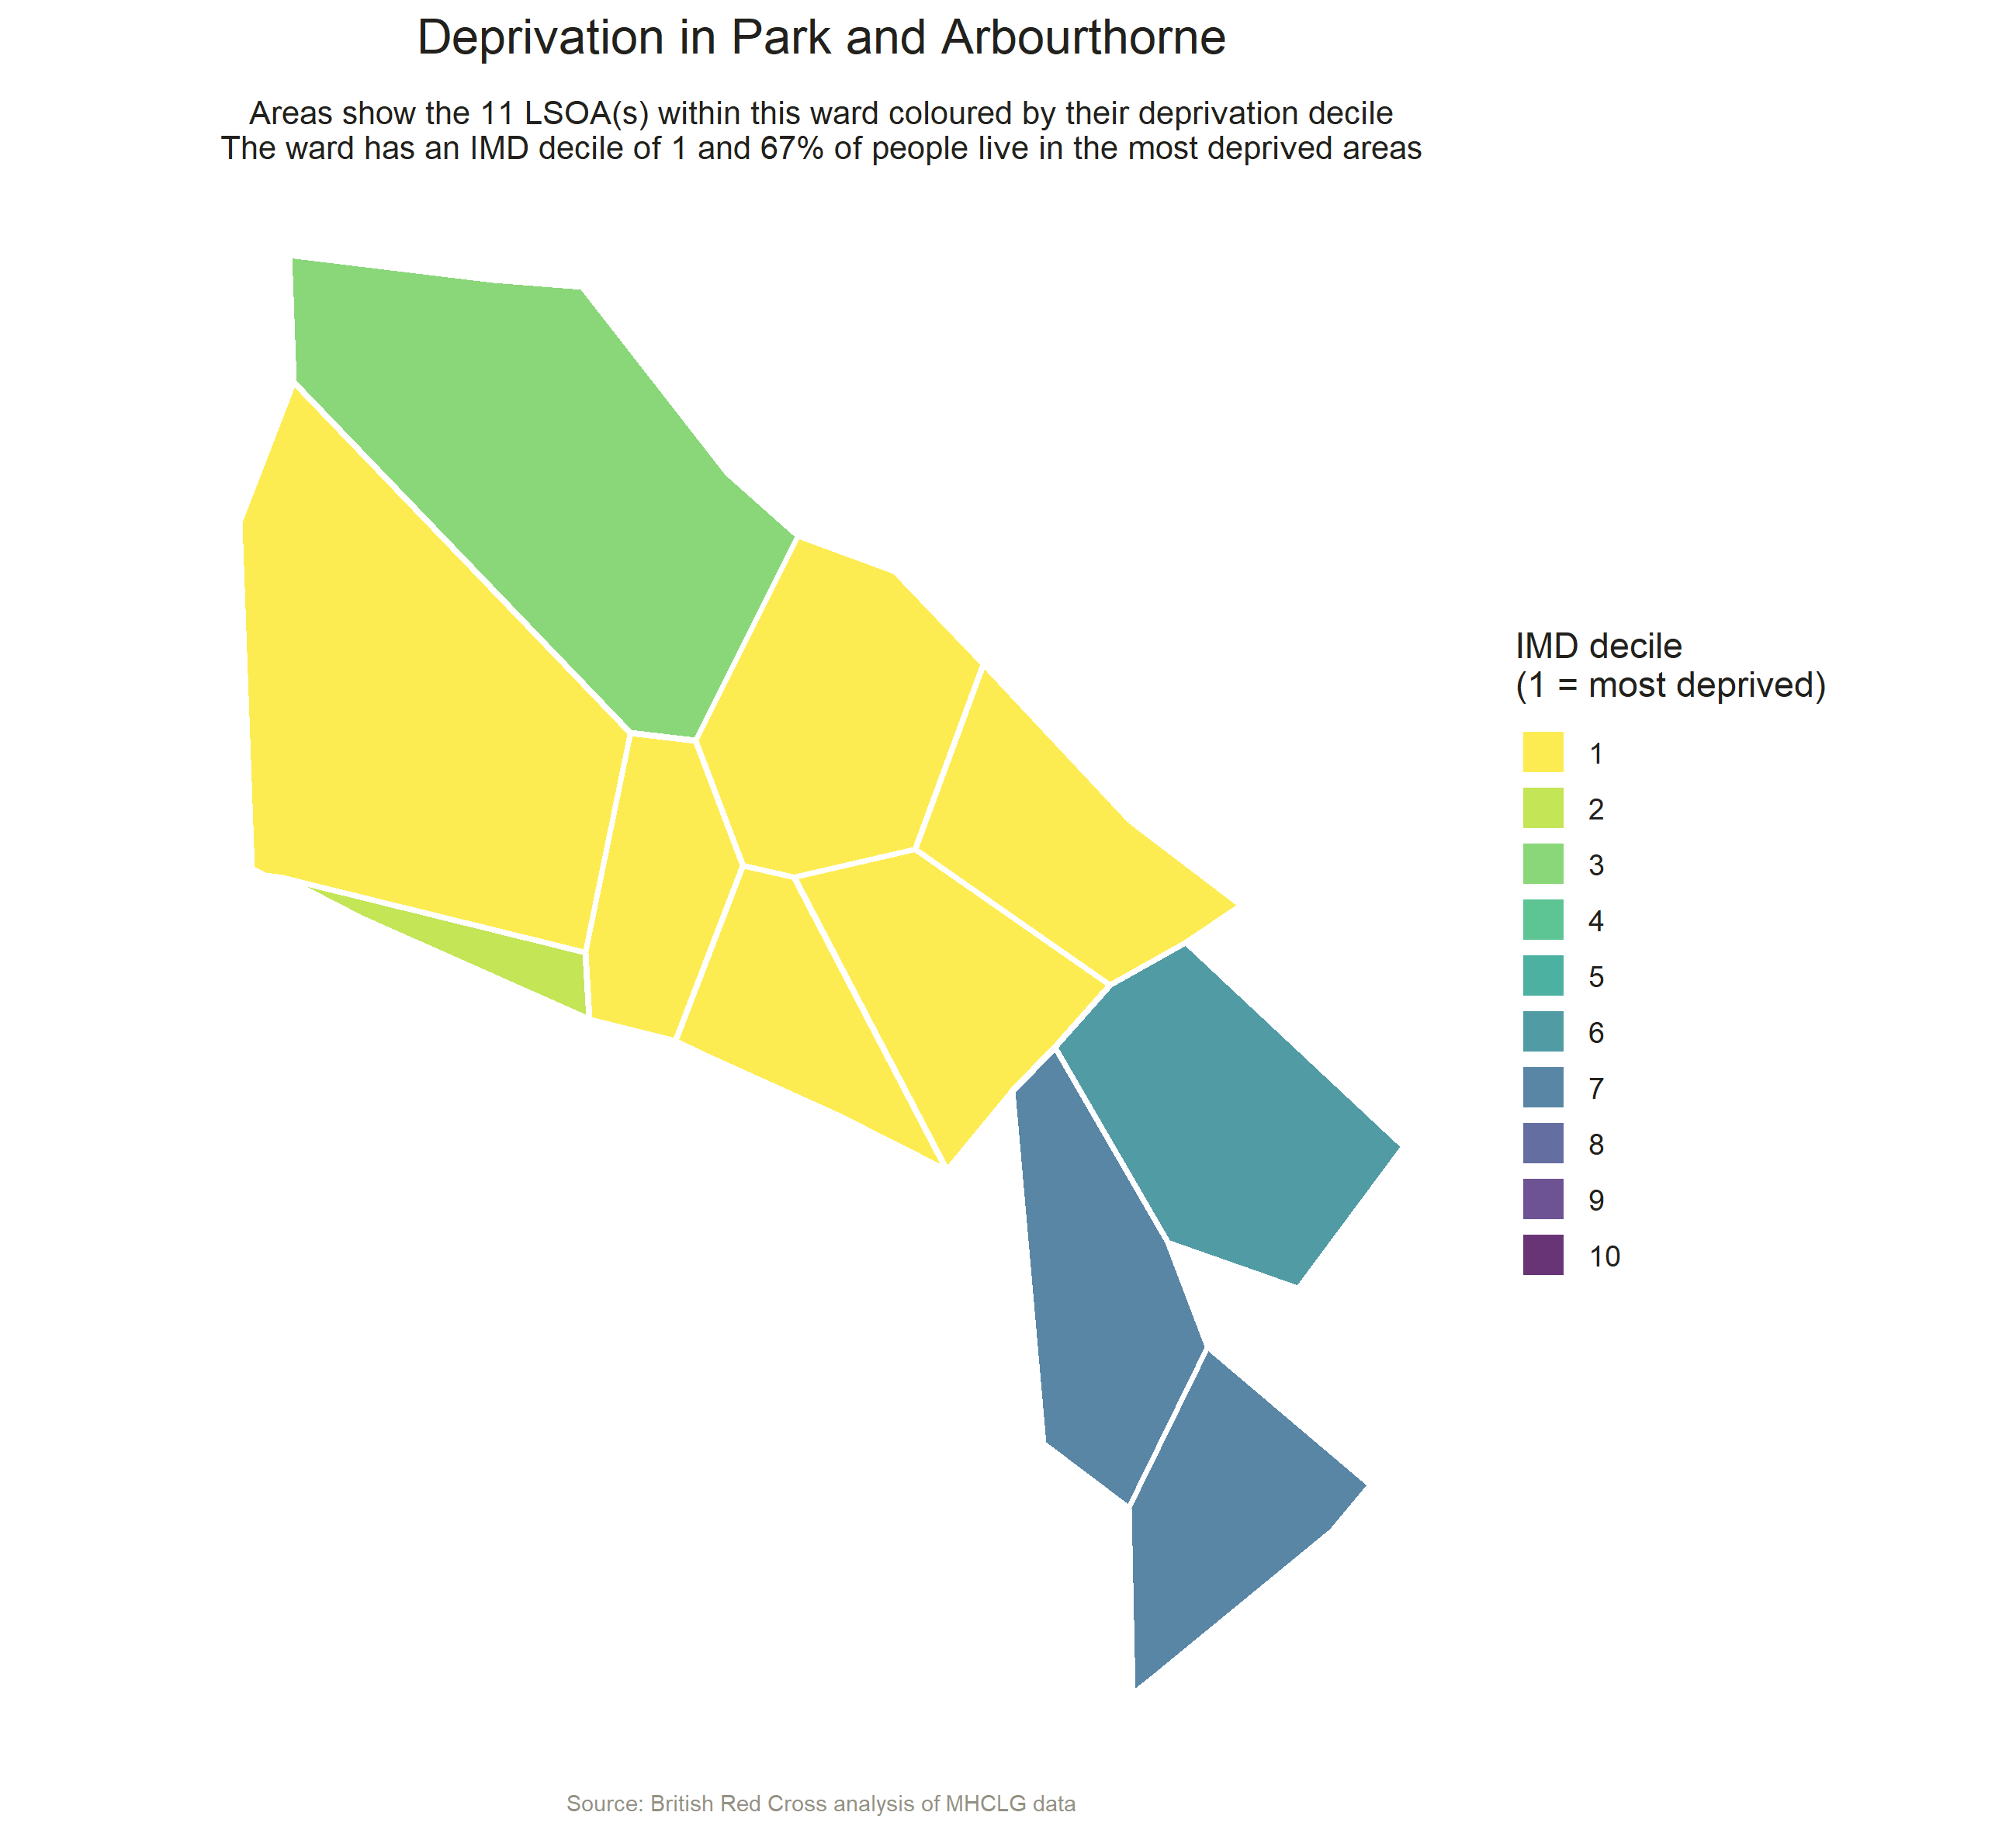 Deprivation in Park and Arbourthorne
Areas show the 11 LSOA(s) within this ward coloured by their deprivation decile
The ward has an IMD decile of 1 and 67% of people live in the most deprived areas
IMD decile
(1 = most deprived)
1
2
3
4
5
6
7
8
9
10
Source: British Red Cross analysis of MHCLG data